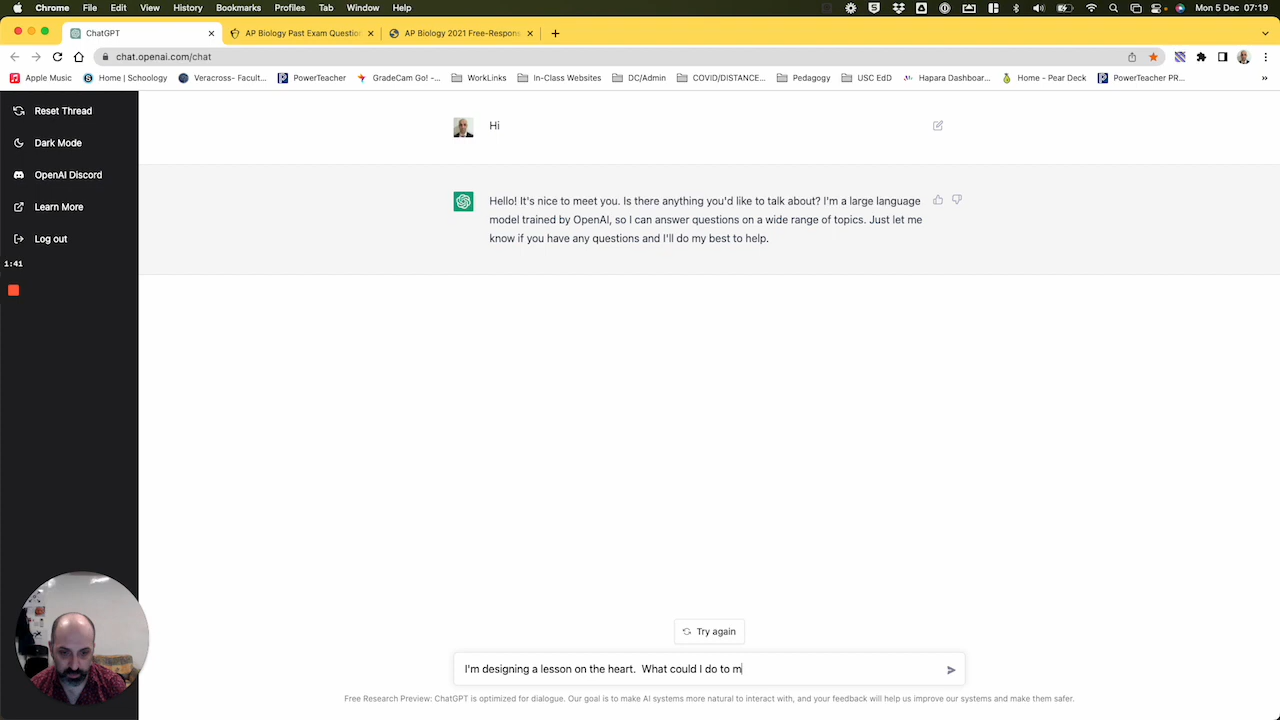 Chrome File Edit View History Bookmarks Profiles Tab Window Help Mon 5 Dec 07:19
ChatGPT AP Biology Past Exam Question AP Biology 2021 Free-Respons
chat.openai.com/chat
Apple Music Home | Schoology Veracross- Facult... PowerTeacher GradeCam Go! -... WorkLinks In-Class Websites DC/Admin COVID/DISTANCE... Pedagogy USC EdD Hapara Dashboar... Home - Pear Deck PowerTeacher PR... »
Reset Thread
Dark Mode
OpenAI Discord
Learn More
Log out
1:41
Hi
Hello! It's nice to meet you. Is there anything you'd like to talk about? I'm a large language
model trained by OpenAI, so I can answer questions on a wide range of topics. Just let me
know if you have any questions and I'll do my best to help.
Try again
I'm designing a lesson on the heart.  What could I do to m
Free Research Preview: ChatGPT is optimized for dialogue. Our goal is to make AI systems more natural to interact with, and your feedback will help us improve our systems and make them safer.